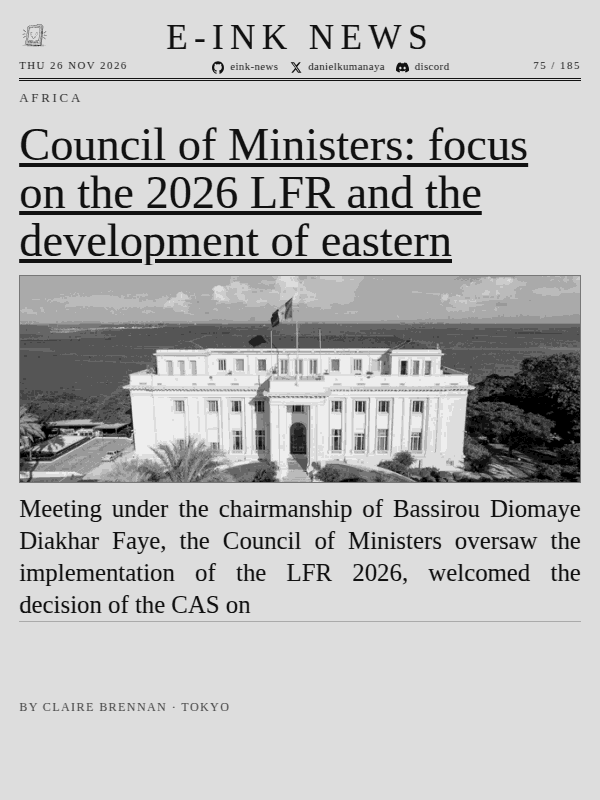 E-INK NEWS
THU 26 NOV 2026
eink-news danielkumanaya discord
75 / 185
AFRICA
Council of Ministers: focus
on the 2026 LFR and the
development of eastern
Meeting under the chairmanship of Bassirou Diomaye
Diakhar Faye, the Council of Ministers oversaw the
implementation of the LFR 2026, welcomed the
decision of the CAS on
BY CLAIRE BRENNAN · TOKYO